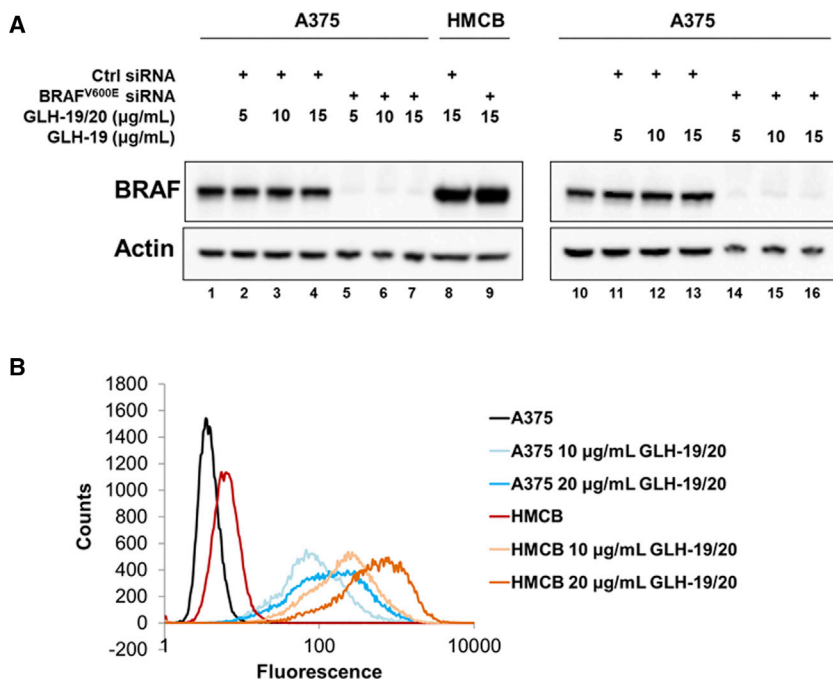 A
A375 HMCB A375
Ctrl siRNA + + + + + + +
BRAFV600E siRNA + + + + + + +
GLH-19/20 (µg/mL) 5 10 15 5 10 15 15 15
GLH-19 (µg/mL) 5 10 15 5 10 15
BRAF
Actin
1 2 3 4 5 6 7 8 9 10 11 12 13 14 15 16
B
1800
1600
1400
1200
1000
800
600
400
200
0
-200
Counts
1 100 10000
Fluorescence
A375
A375 10 µg/mL GLH-19/20
A375 20 µg/mL GLH-19/20
HMCB
HMCB 10 µg/mL GLH-19/20
HMCB 20 µg/mL GLH-19/20